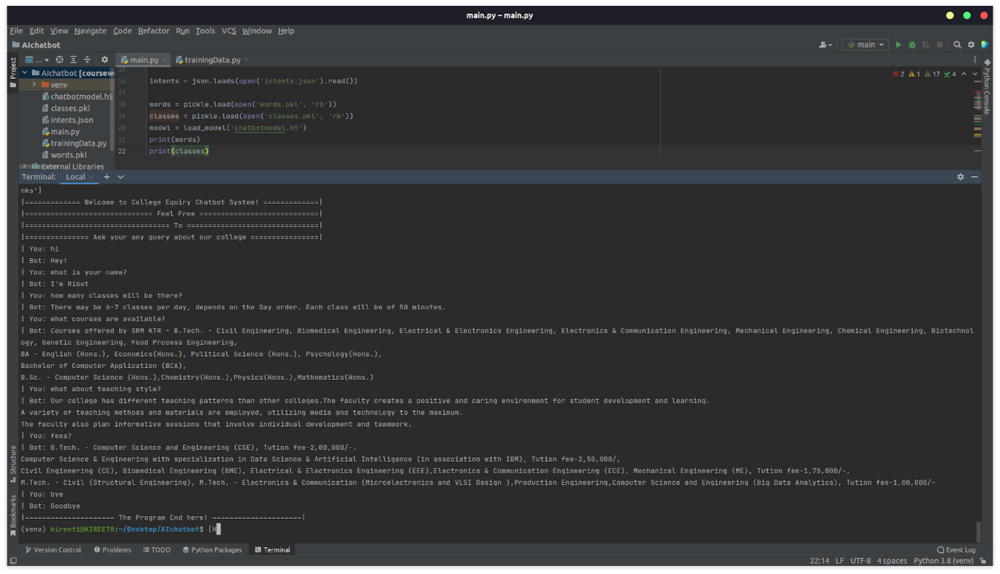 main.py – main.py
File Edit View Navigate Code Refactor Run Tools VCS Window Help
AIchatbot
main
Project
...
main.py
trainingData.py
AIchatbot [coursew
venv
chatbotmodel.h5
classes.pkl
intents.json
main.py
trainingData.py
words.pkl
External Libraries
15
16 intents = json.loads(open('intents.json').read())
17
18 words = pickle.load(open('words.pkl', 'rb'))
19 classes = pickle.load(open('classes.pkl', 'rb'))
20 model = load_model('chatbotmodel.h5')
21 print(words)
22 print(classes)
2 1 17 4
Python Console
Terminal: Local
nks']
|============= Welcome to College Equiry Chatbot System! =============|
|============================== Feel Free ============================|
|================================== To ===============================|
|=============== Ask your any query about our college ================|
| You: hi
| Bot: Hey!
| You: what is your name?
| Bot: I'm Ribot
| You: how many classes will be there?
| Bot: There may be 6-7 classes per day, depends on the Day order. Each class will be of 50 minutes.
| You: what courses are available?
| Bot: Courses offered by SRM KTR - B.Tech. - Civil Engineering, Biomedical Engineering, Electrical & Electronics Engineering, Electronics & Communication Engineering, Mechanical Engineering, Chemical Engineering, Biotechnol
ogy, Genetic Engineering, Food Process Engineering,
BA - English (Hons.), Economics(Hons.), Political Science (Hons.), Psychology(Hons.),
Bachelor of Computer Application (BCA),
B.Sc. - Computer Science (Hons.),Chemistry(Hons.),Physics(Hons.),Mathematics(Hons.)
| You: what about teaching style?
| Bot: Our college has different teaching patterns than other colleges.The faculty creates a positive and caring environment for student development and learning.
A variety of teaching methods and materials are employed, utilizing media and technology to the maximum.
The faculty also plan informative sessions that involve individual development and teamwork.
| You: fees?
| Bot: B.Tech. - Computer Science and Engineering (CSE), Tution fee-2,00,000/-.
Computer Science & Engineering with specialization in Data Science & Artificial Intelligence (in association with IBM), Tution fee-2,50,000/,
Civil Engineering (CE), Biomedical Engineering (BME), Electrical & Electronics Engineering (EEE),Electronics & Communication Engineering (ECE), Mechanical Engineering (ME), Tution fee-1,75,000/-,
M.Tech. - Civil (Structural Engineering), M.Tech. - Electronics & Communication (Microelectronics and VLSI Design ),Production Engineering,Computer Science and Engineering (Big Data Analytics), Tution fee-1,00,000/-
| You: bye
| Bot: Goodbye
|===================== The Program End here! =====================|
(venv) kireeti@KIREET0:~/Desktop/AIchatbot$ [H
Structure
Bookmarks
Version Control Problems TODO Python Packages Terminal Event Log
22:14 LF UTF-8 4 spaces Python 3.8 (venv)